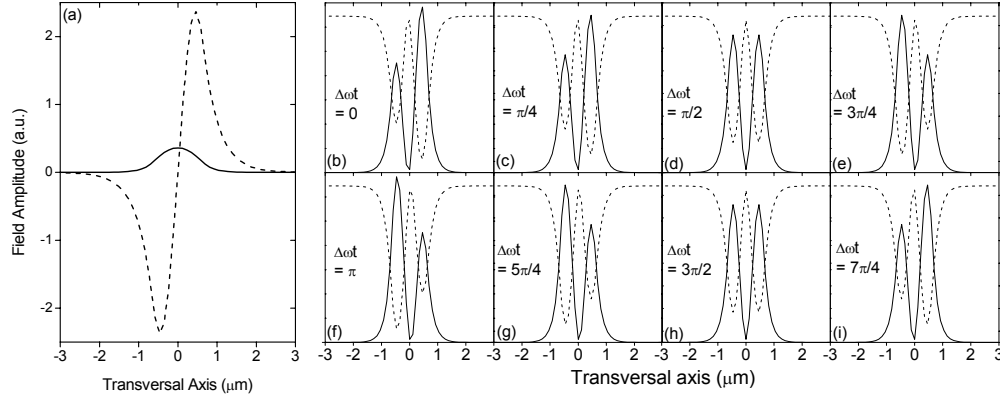 (a)
Field Amplitude (a.u.)
2
1
0
-1
-2
-3 -2 -1 0 1 2 3
Transversal Axis (μm)
Δωt
= 0
(b)
Δωt
= π/4
(c)
Δωt
= π/2
(d)
Δωt
= 3π/4
(e)
Δωt
= π
(f)
Δωt
= 5π/4
(g)
Δωt
= 3π/2
(h)
Δωt
= 7π/4
(i)
-3 -2 -1 0 1 2 3 -3 -2 -1 0 1 2 3 -3 -2 -1 0 1 2 3 -3 -2 -1 0 1 2 3
Transversal axis (μm)